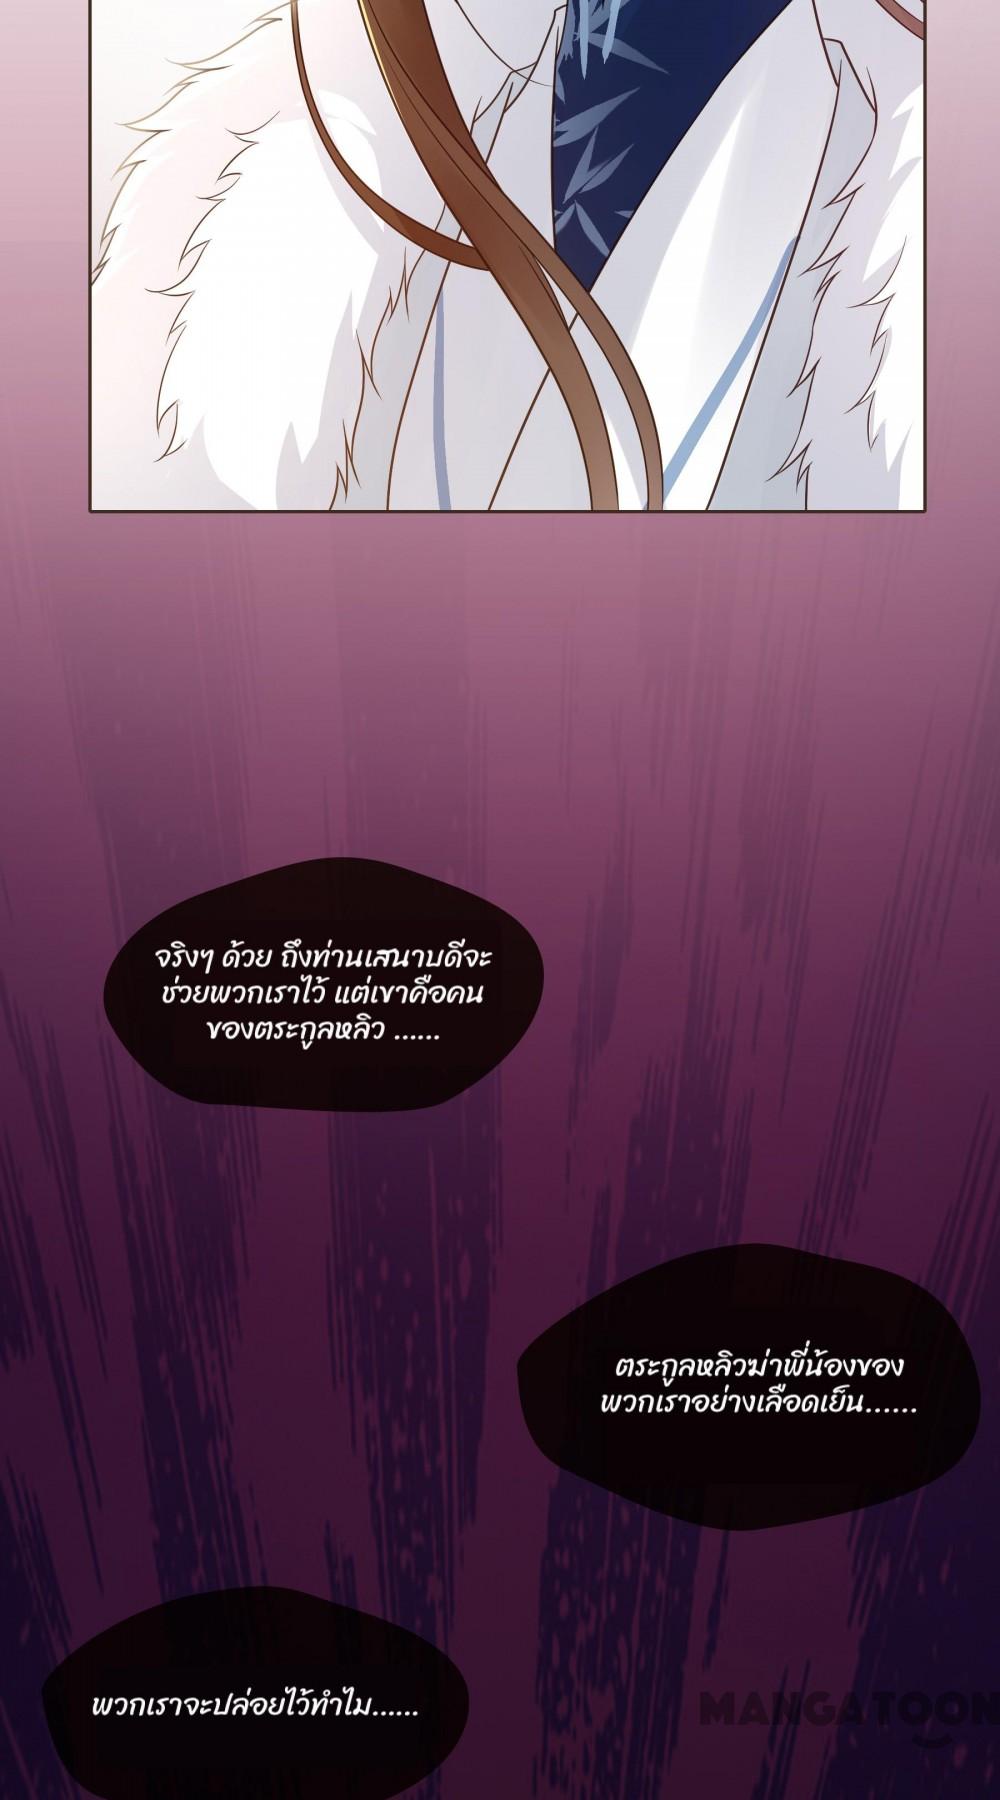 จริงๆ ด้วย ถึงท่านเสนาบดีจะ
ช่วยพวกเราไว้ แต่เขาคือคน
ของตระกูลหลิว ......
ตระกูลหลิวฆ่าพี่น้องของ
พวกเราอย่างเลือดเย็น......
พวกเราจะปล่อยไว้ทำไม......
MANGATOON